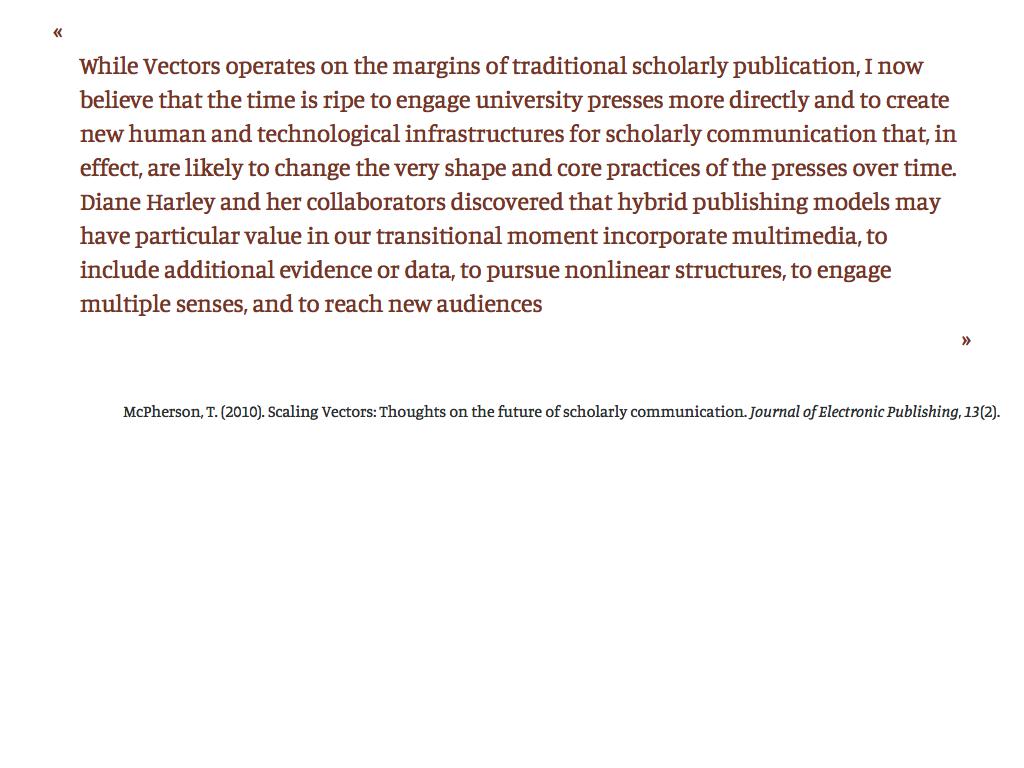 «
While Vectors operates on the margins of traditional scholarly publication, I now
believe that the time is ripe to engage university presses more directly and to create
new human and technological infrastructures for scholarly communication that, in
effect, are likely to change the very shape and core practices of the presses over time.
Diane Harley and her collaborators discovered that hybrid publishing models may
have particular value in our transitional moment incorporate multimedia, to
include additional evidence or data, to pursue nonlinear structures, to engage
multiple senses, and to reach new audiences
»
McPherson, T. (2010). Scaling Vectors: Thoughts on the future of scholarly communication. Journal of Electronic Publishing, 13(2).